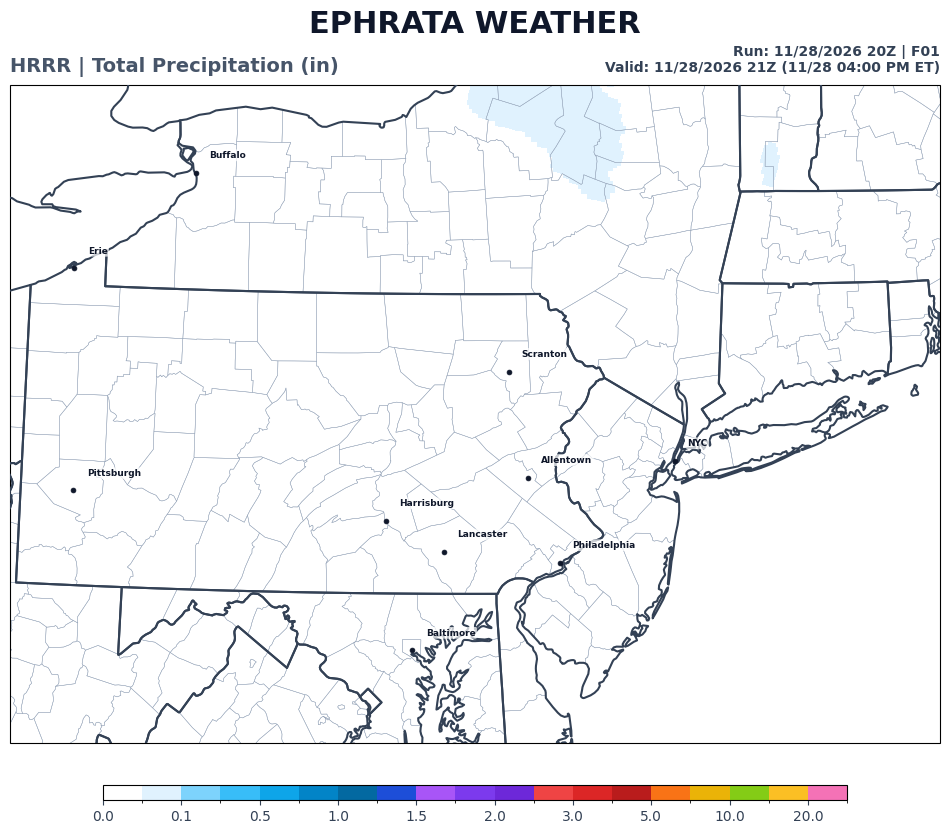 EPHRATA WEATHER
HRRR | Total Precipitation (in)
Run: 11/28/2026 20Z | F01
Valid: 11/28/2026 21Z (11/28 04:00 PM ET)
Buffalo
Erie
Scranton
NYC
Allentown
Pittsburgh
Harrisburg
Lancaster
Philadelphia
Baltimore
0.0 0.1 0.5 1.0 1.5 2.0 3.0 5.0 10.0 20.0